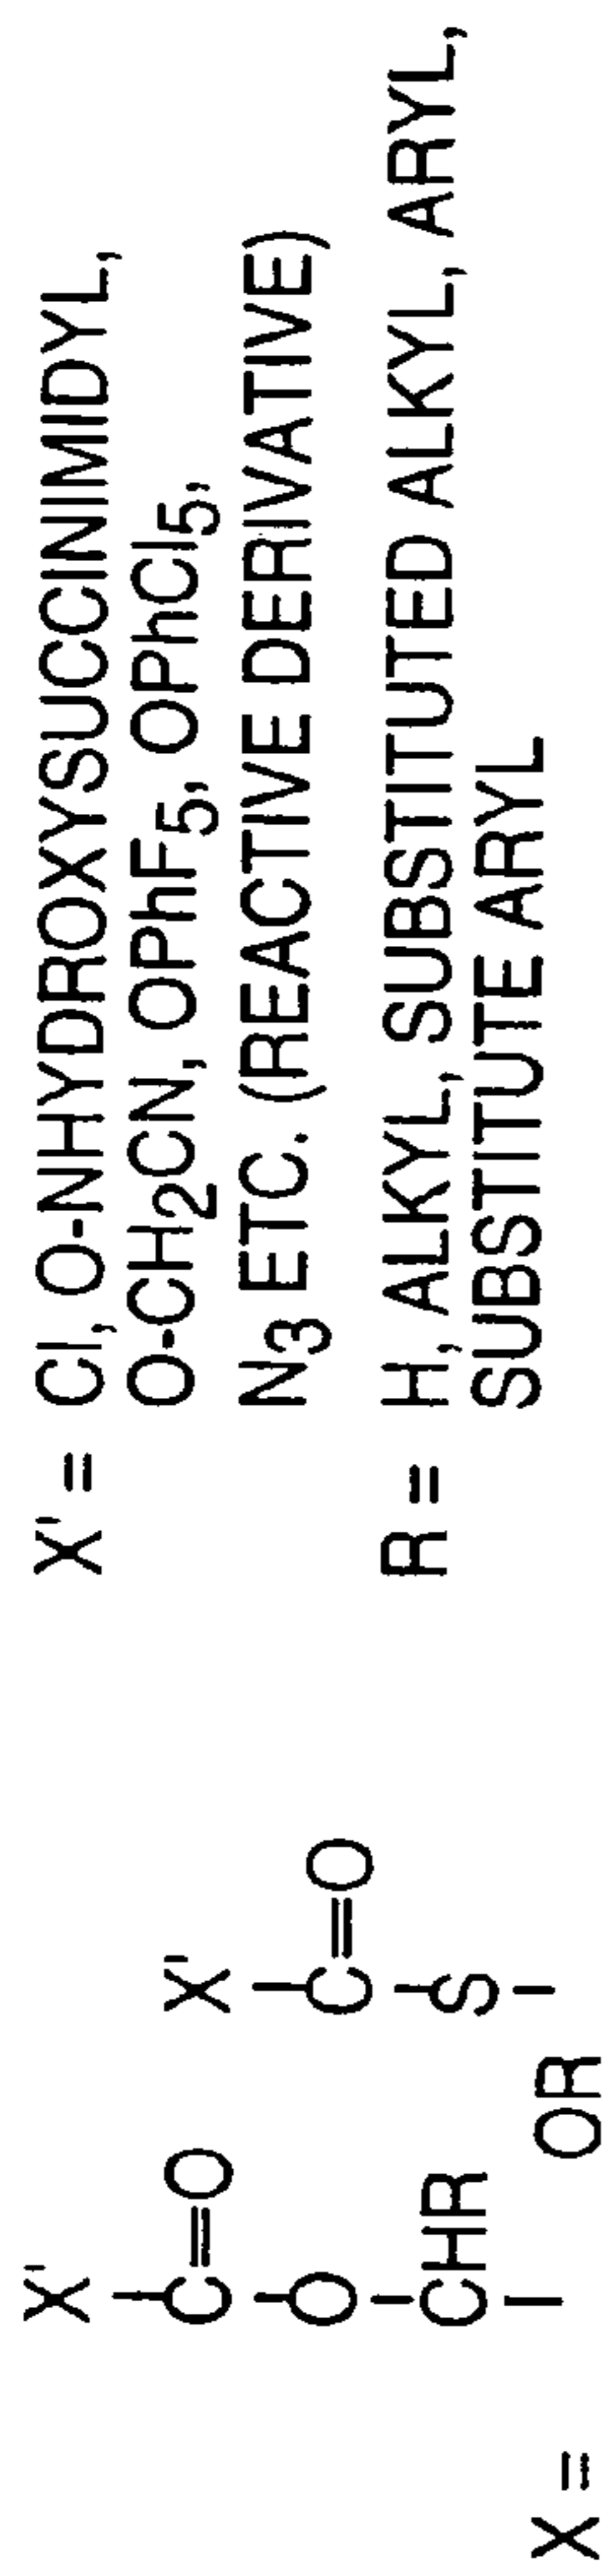 X' = Cl, O-NHYDROXYSUCCINIMIDYL,
O-CH2CN, OPhF5, OPhCl5,
N3 ETC. (REACTIVE DERIVATIVE)
R = H, ALKYL, SUBSTITUTED ALKYL, ARYL,
SUBSTITUTE ARYL
X'
C=O
O
CHR
X'
C=O
S
X = OR